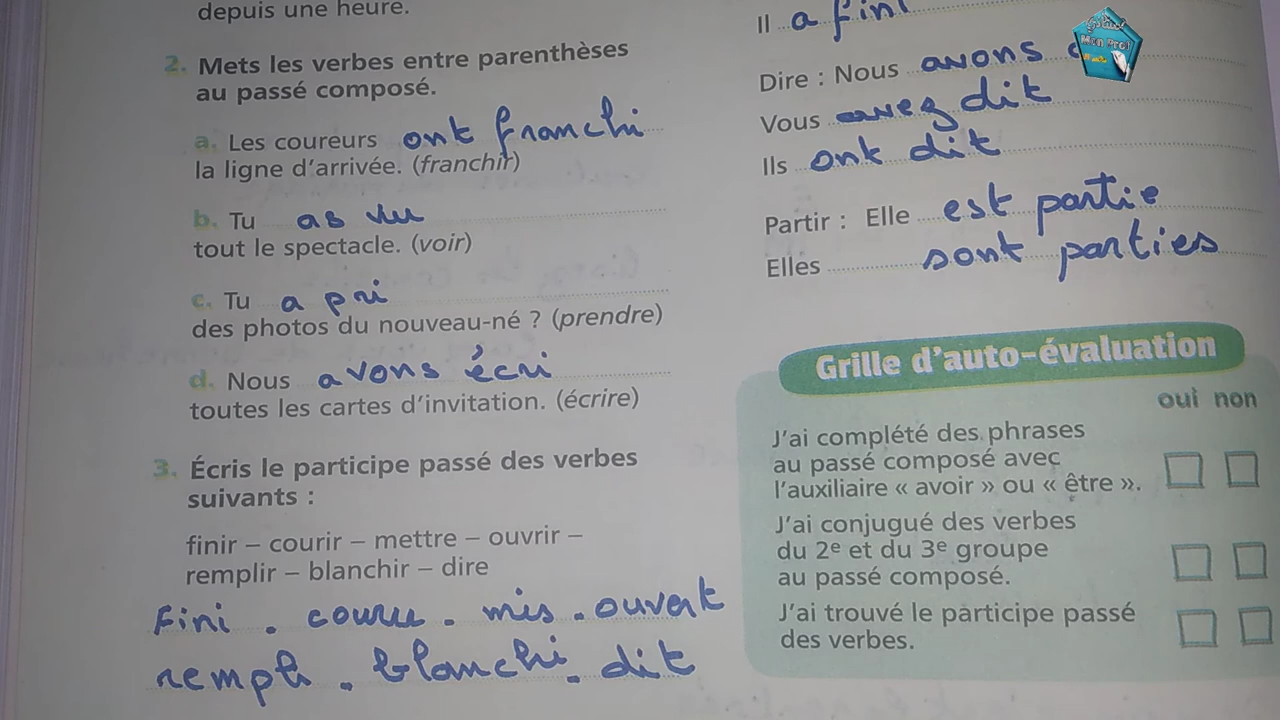 depuis une heure.
2. Mets les verbes entre parenthèses
au passé composé.
a. Les coureurs ont franchi
la ligne d'arrivée. (franchir)
b. Tu as vu
tout le spectacle. (voir)
c. Tu a pri
des photos du nouveau-né ? (prendre)
d. Nous avons écri
toutes les cartes d'invitation. (écrire)
3. Écris le participe passé des verbes
suivants :
finir – courir – mettre – ouvrir –
remplir – blanchir – dire
Fini . couru . mis . ouvert
rempli . blanchi . dit
Il a fini
Dire : Nous avons
Vous avez dit
Ils ont dit
Partir : Elle est partie
Elles sont parties
Mon Prof
Grille d'auto-évaluation
oui non
J'ai complété des phrases
au passé composé avec
l'auxiliaire « avoir » ou « être ».
J'ai conjugué des verbes
du 2e et du 3e groupe
au passé composé.
J'ai trouvé le participe passé
des verbes.